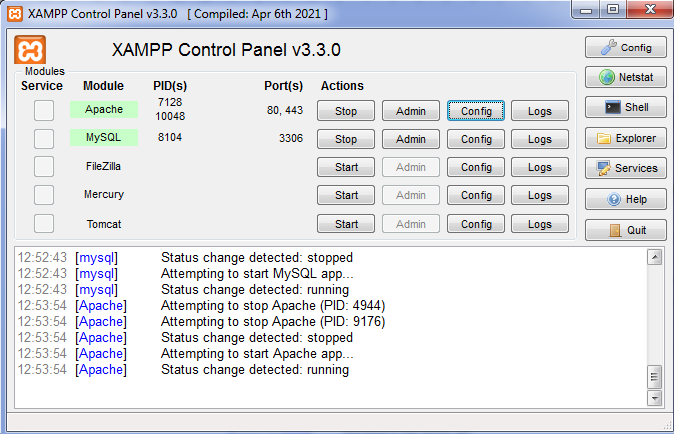 XAMPP Control Panel v3.3.0 [ Compiled: Apr 6th 2021 ]
XAMPP Control Panel v3.3.0
Config
Modules
Service Module PID(s) Port(s) Actions
Netstat
Apache 7128 10048 80, 443 Stop Admin Config Logs
Shell
MySQL 8104 3306 Stop Admin Config Logs
Explorer
FileZilla Start Admin Config Logs
Services
Mercury Start Admin Config Logs
Help
Tomcat Start Admin Config Logs
Quit
12:52:43 [mysql] Status change detected: stopped
12:52:43 [mysql] Attempting to start MySQL app...
12:52:43 [mysql] Status change detected: running
12:53:54 [Apache] Attempting to stop Apache (PID: 4944)
12:53:54 [Apache] Attempting to stop Apache (PID: 9176)
12:53:54 [Apache] Status change detected: stopped
12:53:54 [Apache] Attempting to start Apache app...
12:53:54 [Apache] Status change detected: running